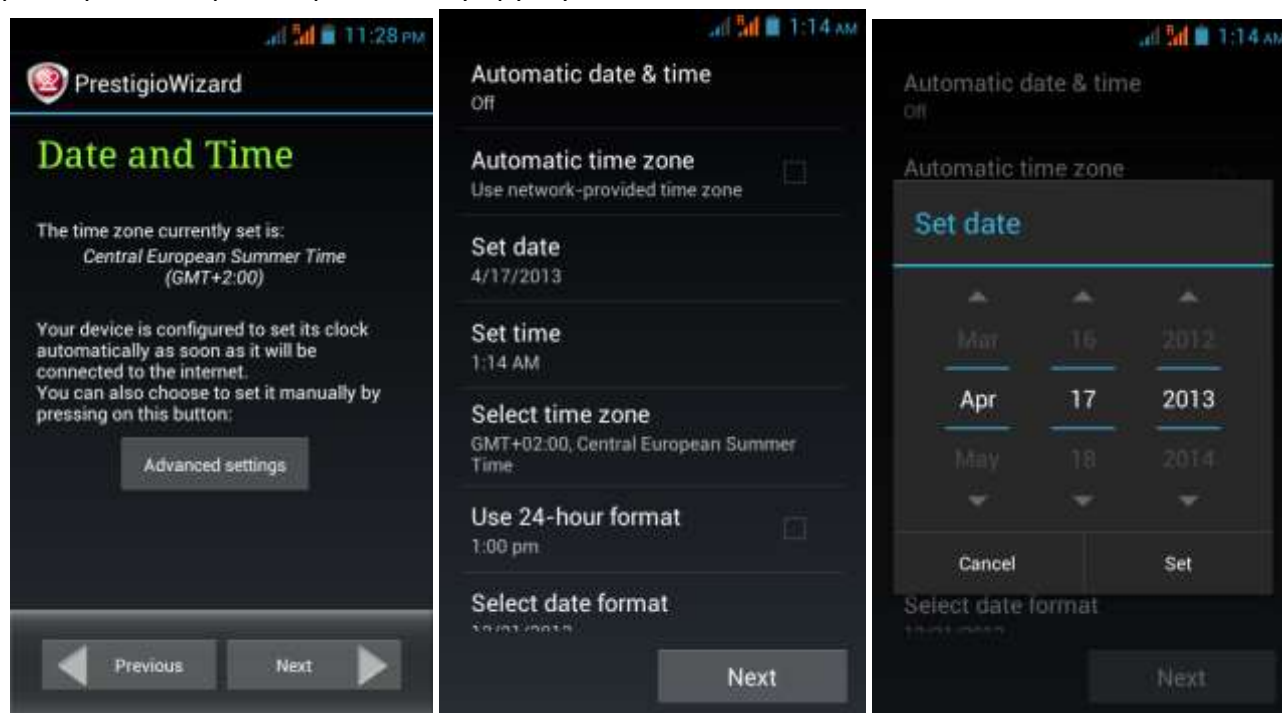 11:28 PM
PrestigioWizard
Date and Time
The time zone currently set is:
Central European Summer Time
(GMT+2:00)
Your device is configured to set its clock
automatically as soon as it will be
connected to the internet.
You can also choose to set it manually by
pressing on this button:
Advanced settings
Previous
Next
1:14 AM
Automatic date & time
Off
Automatic time zone
Use network-provided time zone
Set date
4/17/2013
Set time
1:14 AM
Select time zone
GMT+02:00, Central European Summer
Time
Use 24-hour format
1:00 pm
Select date format
Next
1:14 AM
Automatic date & time
Off
Automatic time zone
Set date
Mar 16 2012
Apr 17 2013
May 18 2014
Cancel
Set
Select date format
Next